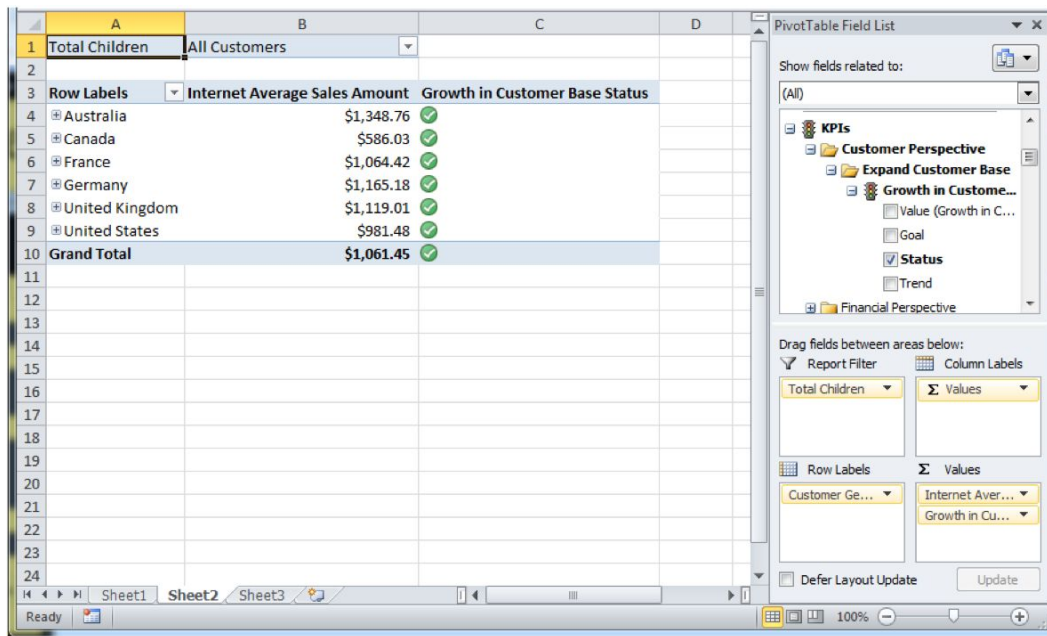 A B C D
1 Total Children All Customers
2
3 Row Labels Internet Average Sales Amount Growth in Customer Base Status
4 Australia $1,348.76
5 Canada $586.03
6 France $1,064.42
7 Germany $1,165.18
8 United Kingdom $1,119.01
9 United States $981.48
10 Grand Total $1,061.45
11
12
13
14
15
16
17
18
19
20
21
22
23
24
Sheet1 Sheet2 Sheet3
Ready 100%
PivotTable Field List
Show fields related to:
(All)
KPIs
Customer Perspective
Expand Customer Base
Growth in Custome...
Value (Growth in C...
Goal
Status
Trend
Financial Perspective
Drag fields between areas below:
Report Filter Column Labels
Total Children Σ Values
Row Labels Σ Values
Customer Ge... Internet Aver...
Growth in Cu...
Defer Layout Update Update